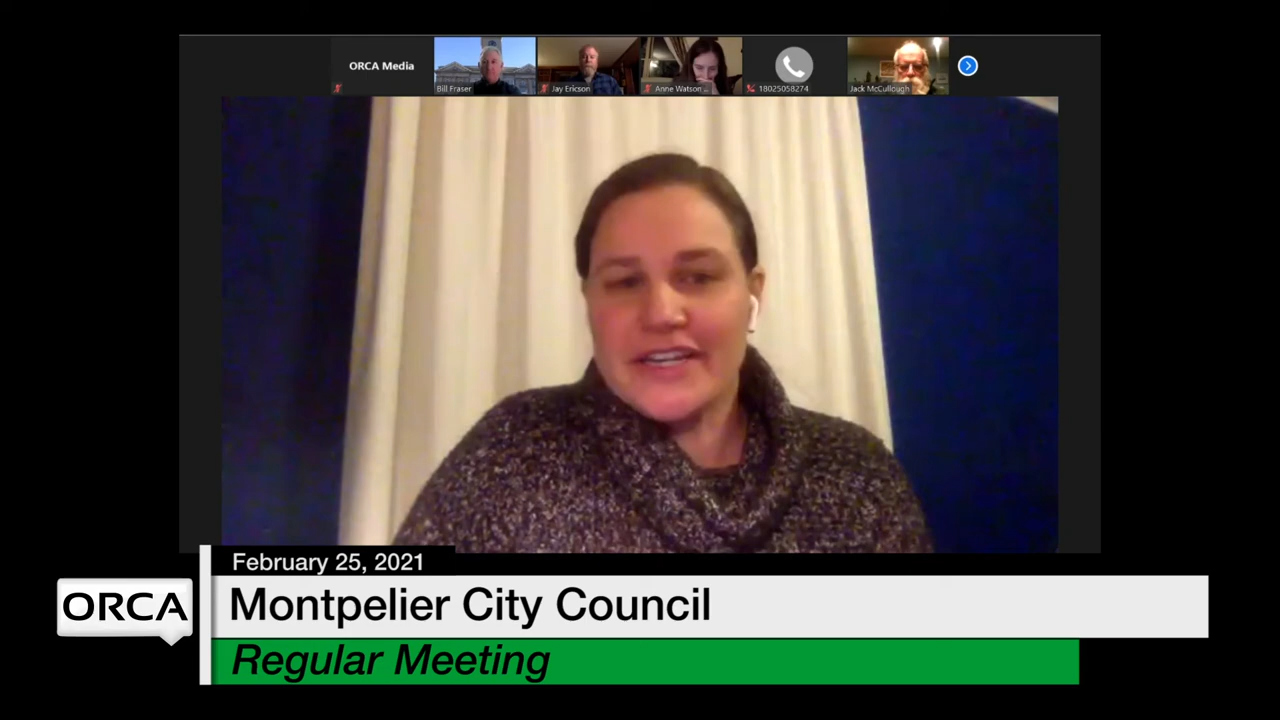 ORCA Media
Bill Fraser
Jay Ericson
Anne Watson ..
18025058274
Jack McCullough
February 25, 2021
ORCA
Montpelier City Council
Regular Meeting